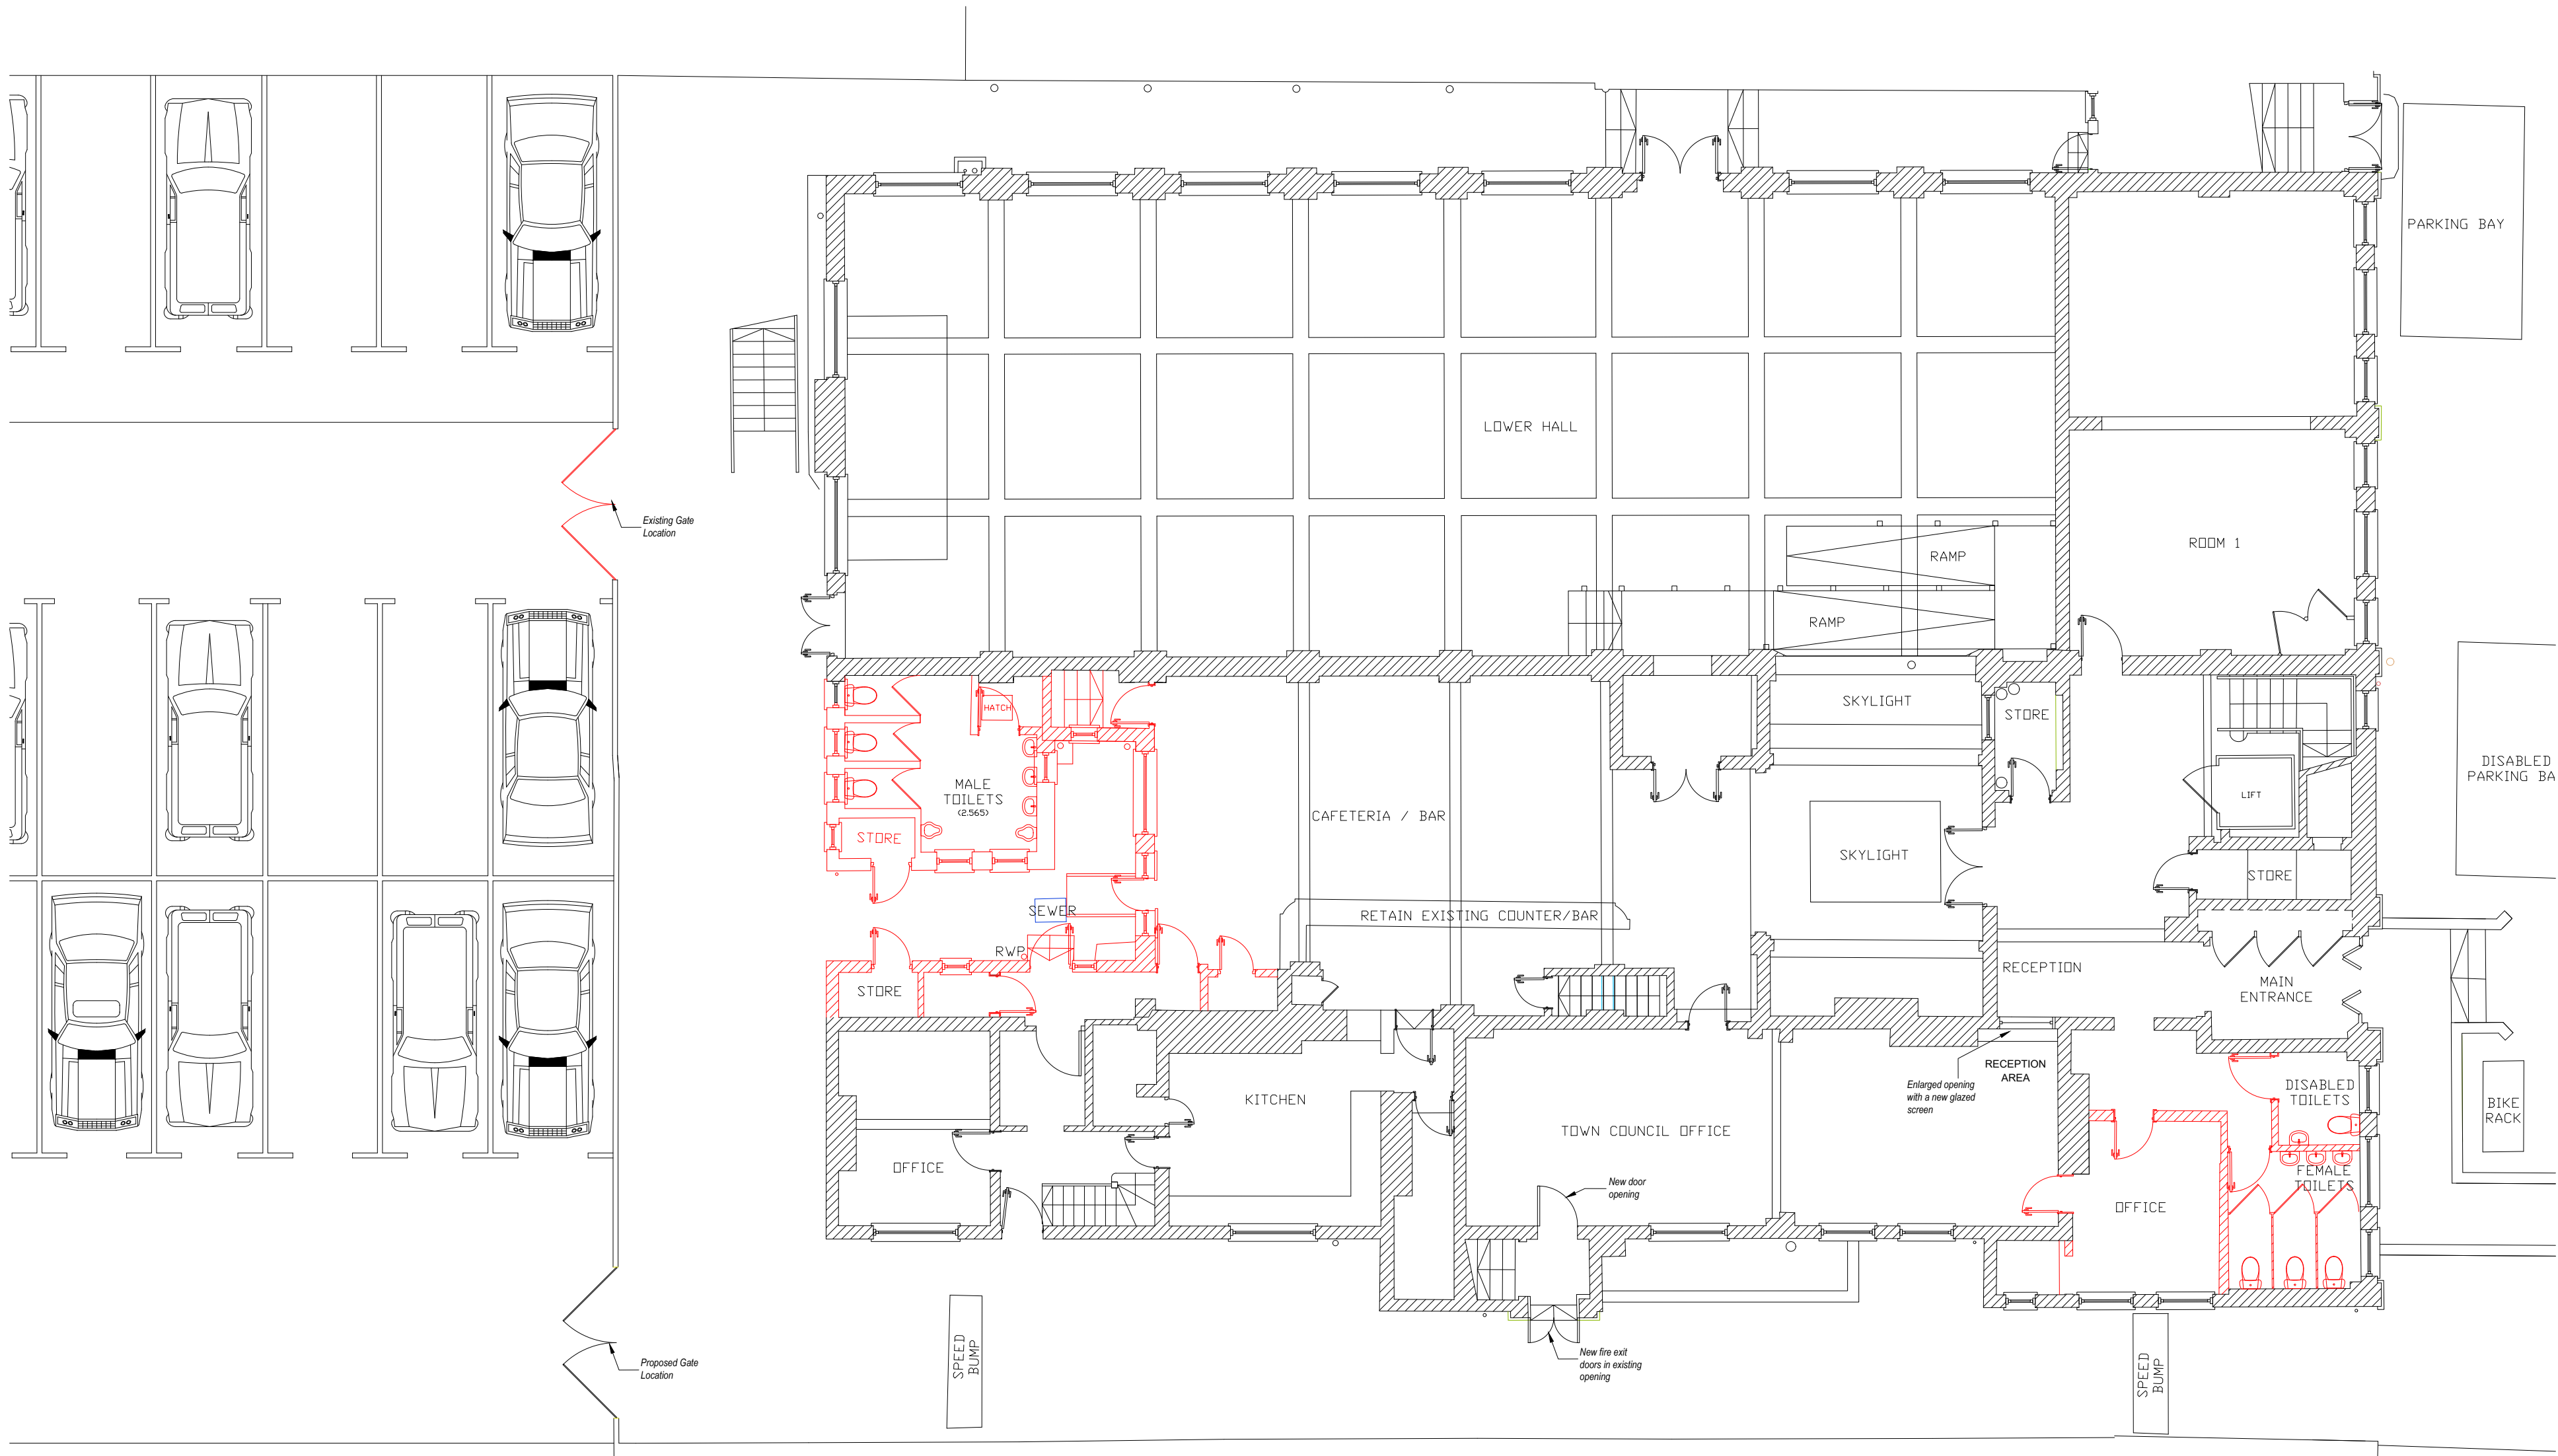 PARKING BAY
LOWER HALL
Existing Gate
Location
RAMP
ROOM 1
RAMP
HATCH
SKYLIGHT
STORE
MALE
TOILETS
(2.565)
CAFETERIA / BAR
LIFT
DISABLED
PARKING BA
STORE
SKYLIGHT
STORE
SEWER
RETAIN EXISTING COUNTER/BAR
RWP
STORE
RECEPTION
MAIN
ENTRANCE
RECEPTION
AREA
Enlarged opening
with a new glazed
screen
DISABLED
TOILETS
KITCHEN
BIKE
RACK
TOWN COUNCIL OFFICE
OFFICE
FEMALE
TOILETS
New door
opening
OFFICE
Proposed Gate
Location
SPEED
BUMP
New fire exit
doors in existing
opening
SPEED
BUMP